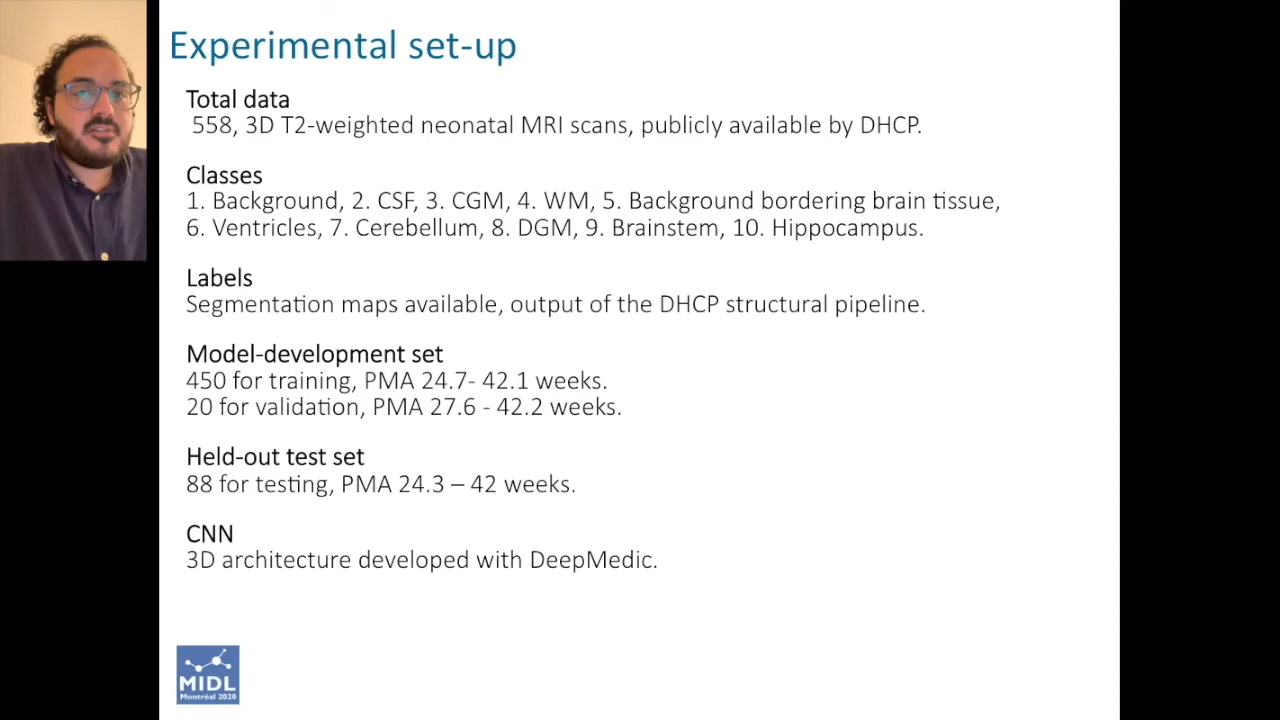 Experimental set-up
Total data
558, 3D T2-weighted neonatal MRI scans, publicly available by DHCP.
Classes
1. Background, 2. CSF, 3. CGM, 4. WM, 5. Background bordering brain tissue,
6. Ventricles, 7. Cerebellum, 8. DGM, 9. Brainstem, 10. Hippocampus.
Labels
Segmentation maps available, output of the DHCP structural pipeline.
Model-development set
450 for training, PMA 24.7- 42.1 weeks.
20 for validation, PMA 27.6 - 42.2 weeks.
Held-out test set
88 for testing, PMA 24.3 – 42 weeks.
CNN
3D architecture developed with DeepMedic.
MIDL
Montréal 2020